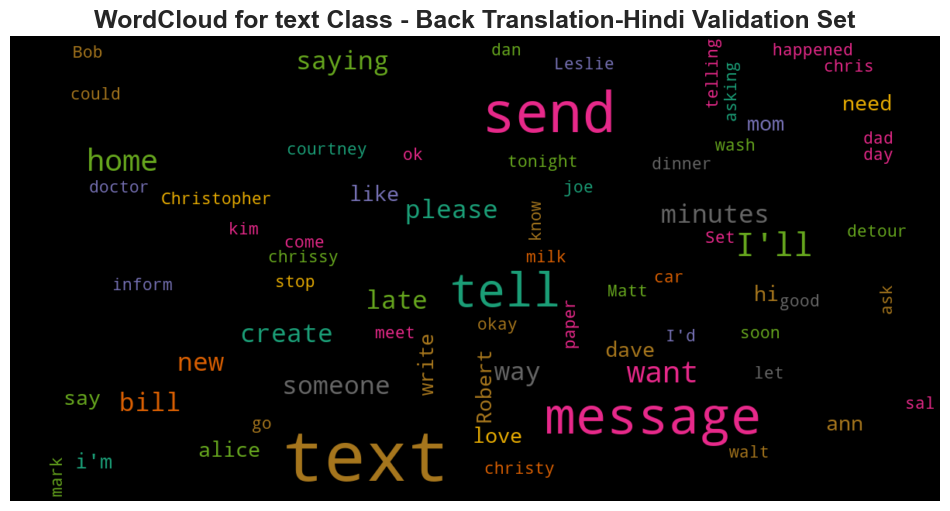 WordCloud for text Class - Back Translation-Hindi Validation Set
Bob
saying
dan
Leslie
telling
asking
happened
chris
could
send
need
mom
home
courtney
ok
tonight
dinner
wash
dad
day
doctor
Christopher
like
joe
please
know
minutes
kim
come
Set
I'll
detour
chrissy
milk
inform
stop
late
tell
Matt
car
hi
good
ask
create
meet
okay
paper
I'd
soon
new
write
Robert
way
dave
want
let
someone
say
bill
message
sal
go
love
ann
i'm
alice
text
christy
walt
mark